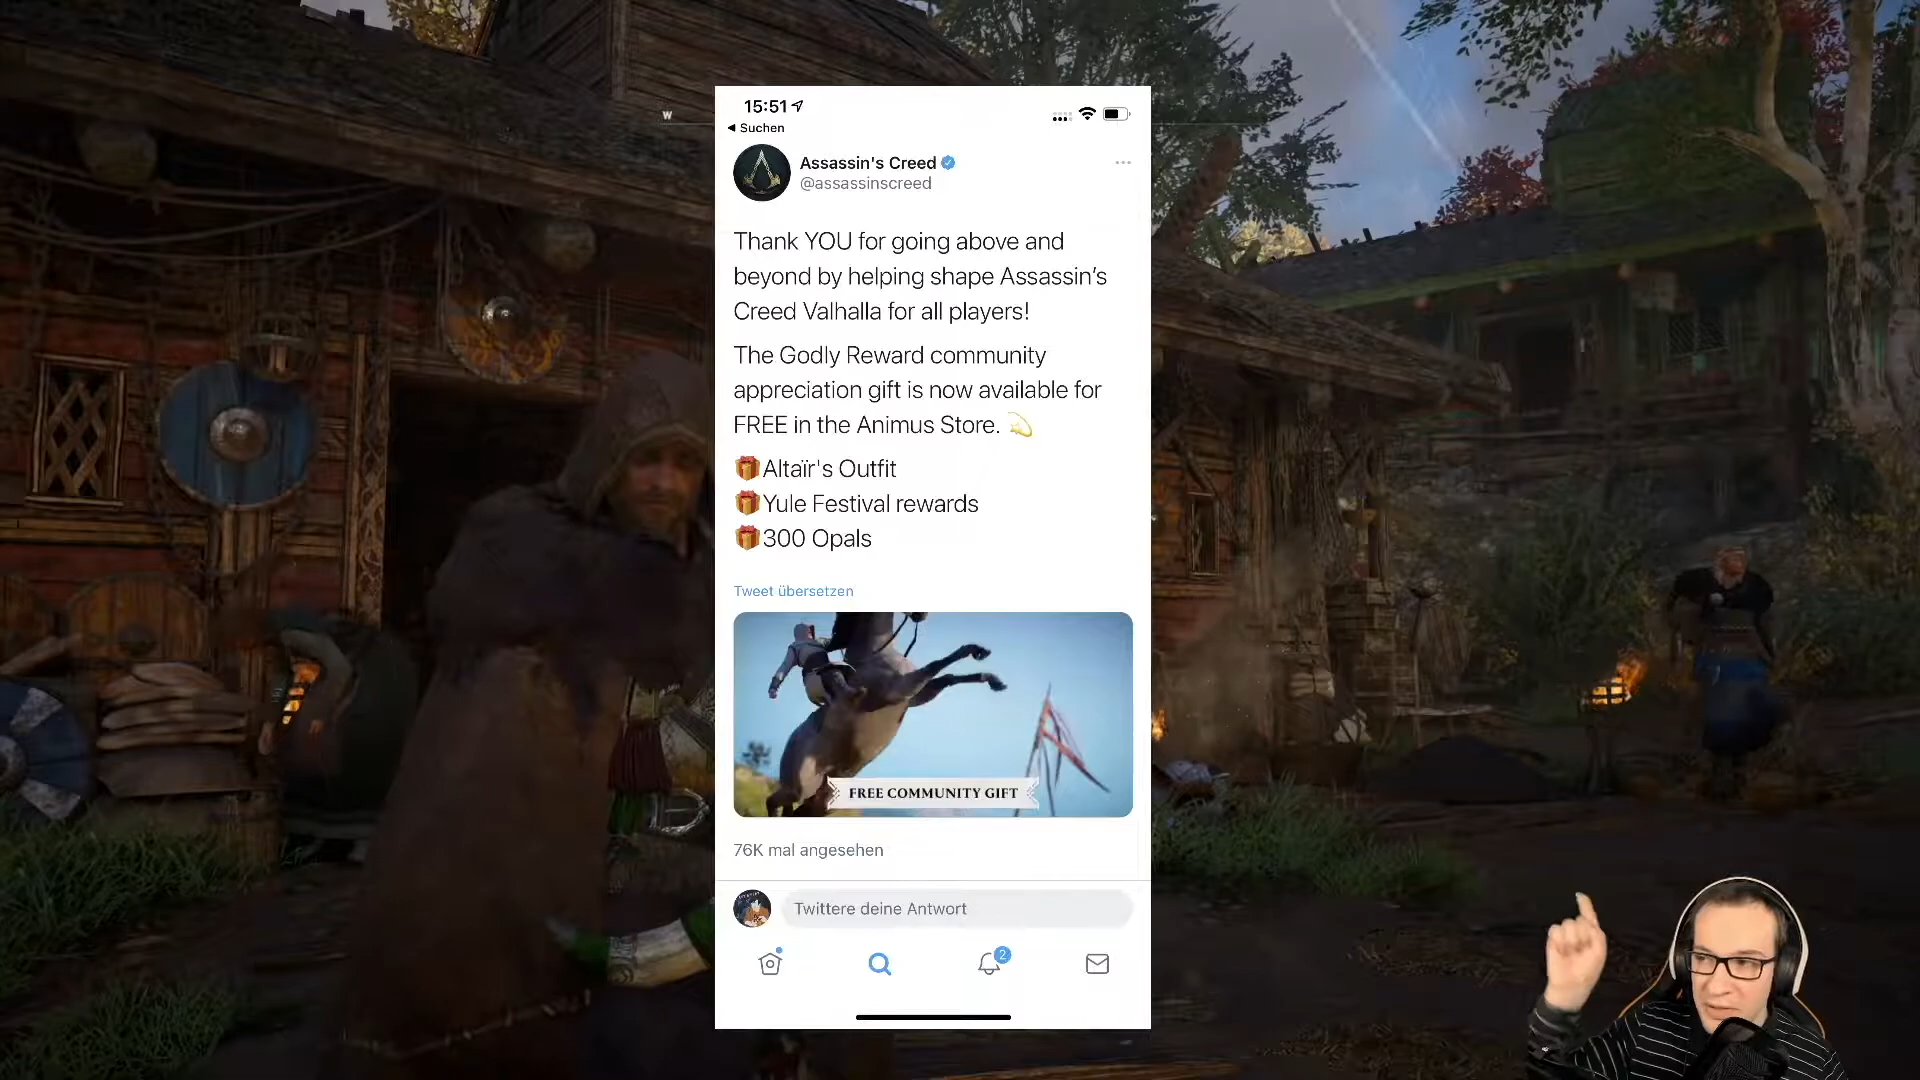 15:51
W
Suchen
Assassin's Creed
@assassinscreed
Thank YOU for going above and
beyond by helping shape Assassin's
Creed Valhalla for all players!
The Godly Reward community
appreciation gift is now available for
FREE in the Animus Store.
Altaïr's Outfit
Yule Festival rewards
300 Opals
Tweet übersetzen
FREE COMMUNITY GIFT
76K mal angesehen
Twittere deine Antwort
2